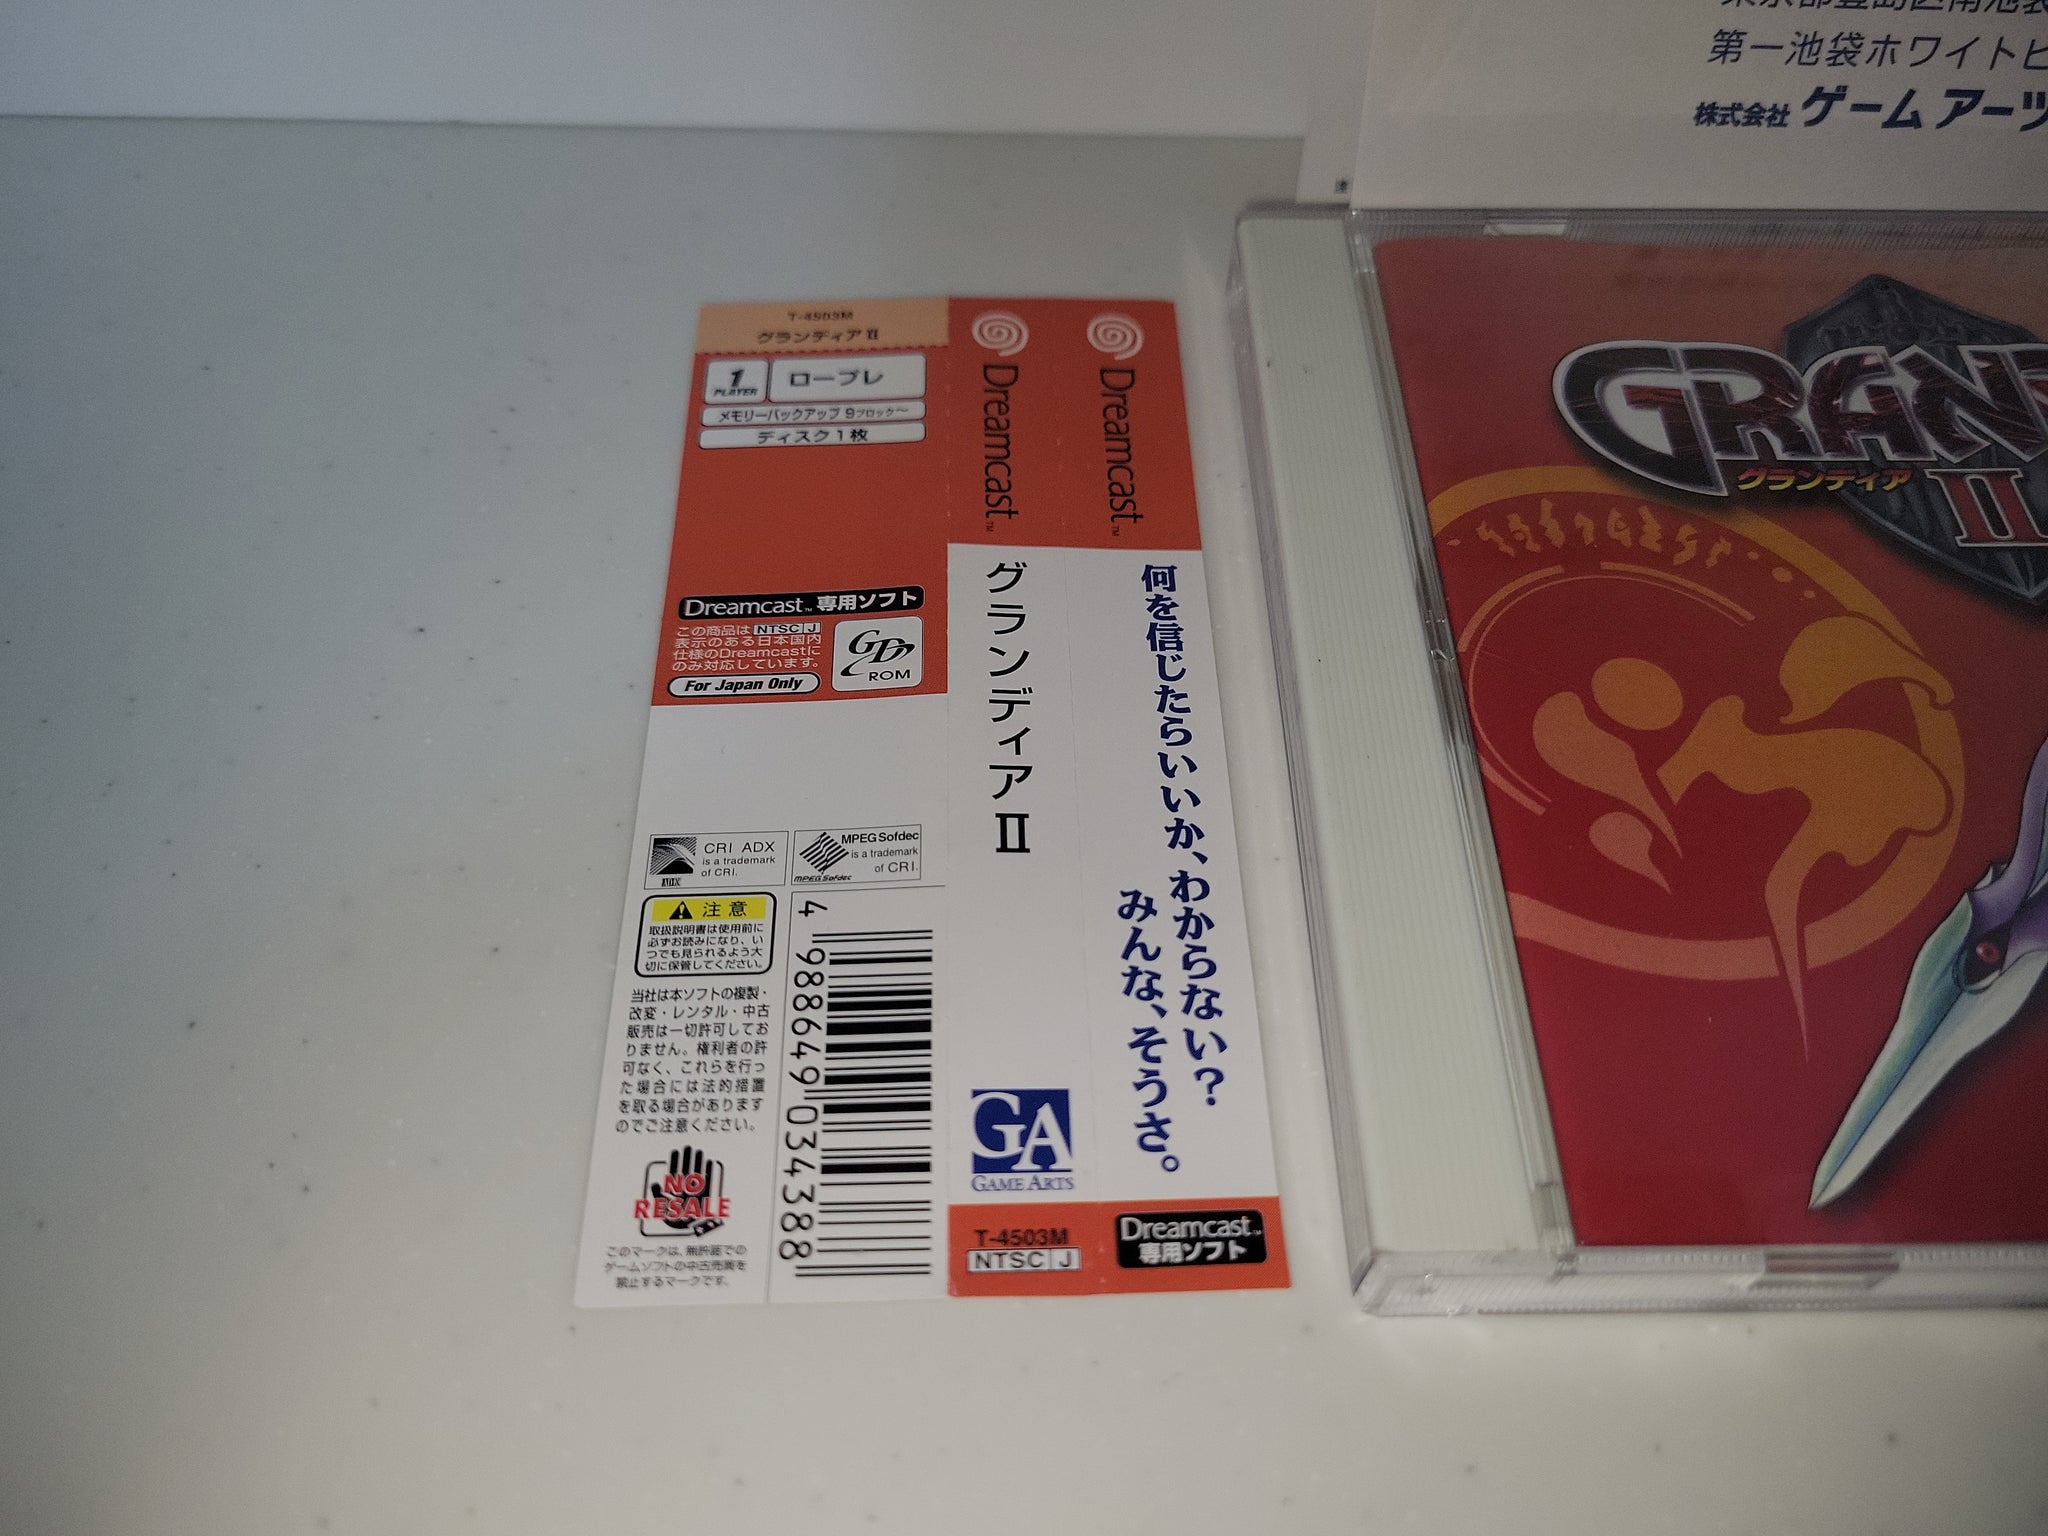 第一池袋ホワイトビ
株式会社 ゲームアーツ
T-4503M
グランディアⅡ
1 PLAYER
ロープレ
メモリーバックアップ 9ブロック〜
ディスク1枚
Dreamcast™ 専用ソフト
この商品は NTSC J
表示のある日本国内
仕様のDreamcastに
のみ対応しています。
For Japan Only
GD ROM
CRI ADX
is a trademark
of CRI.
ADX
MPEG Sofdec
is a trademark
of CRI.
MPEG Sofdec
注意
取扱説明書は使用前に
必ずお読みになり、い
つでも見られるよう大
切に保管してください。
当社は本ソフトの複製・
改変・レンタル・中古
販売は一切許可してお
りません。権利者の許
可なく、これらを行っ
た場合には法的措置
を取る場合があります
のでご注意ください。
NO
RESALE
このマークは、無許諾での
ゲームソフトの中古売買を
禁止するマークです。
4 988649 034388
Dreamcast™
グランディアⅡ
GA
GAME ARTS
T-4503M
NTSC J
Dreamcast™
何を信じたらいいか、わからない?
みんな、そうさ。
Dreamcast™
専用ソフト
GRAN
グランディア
II